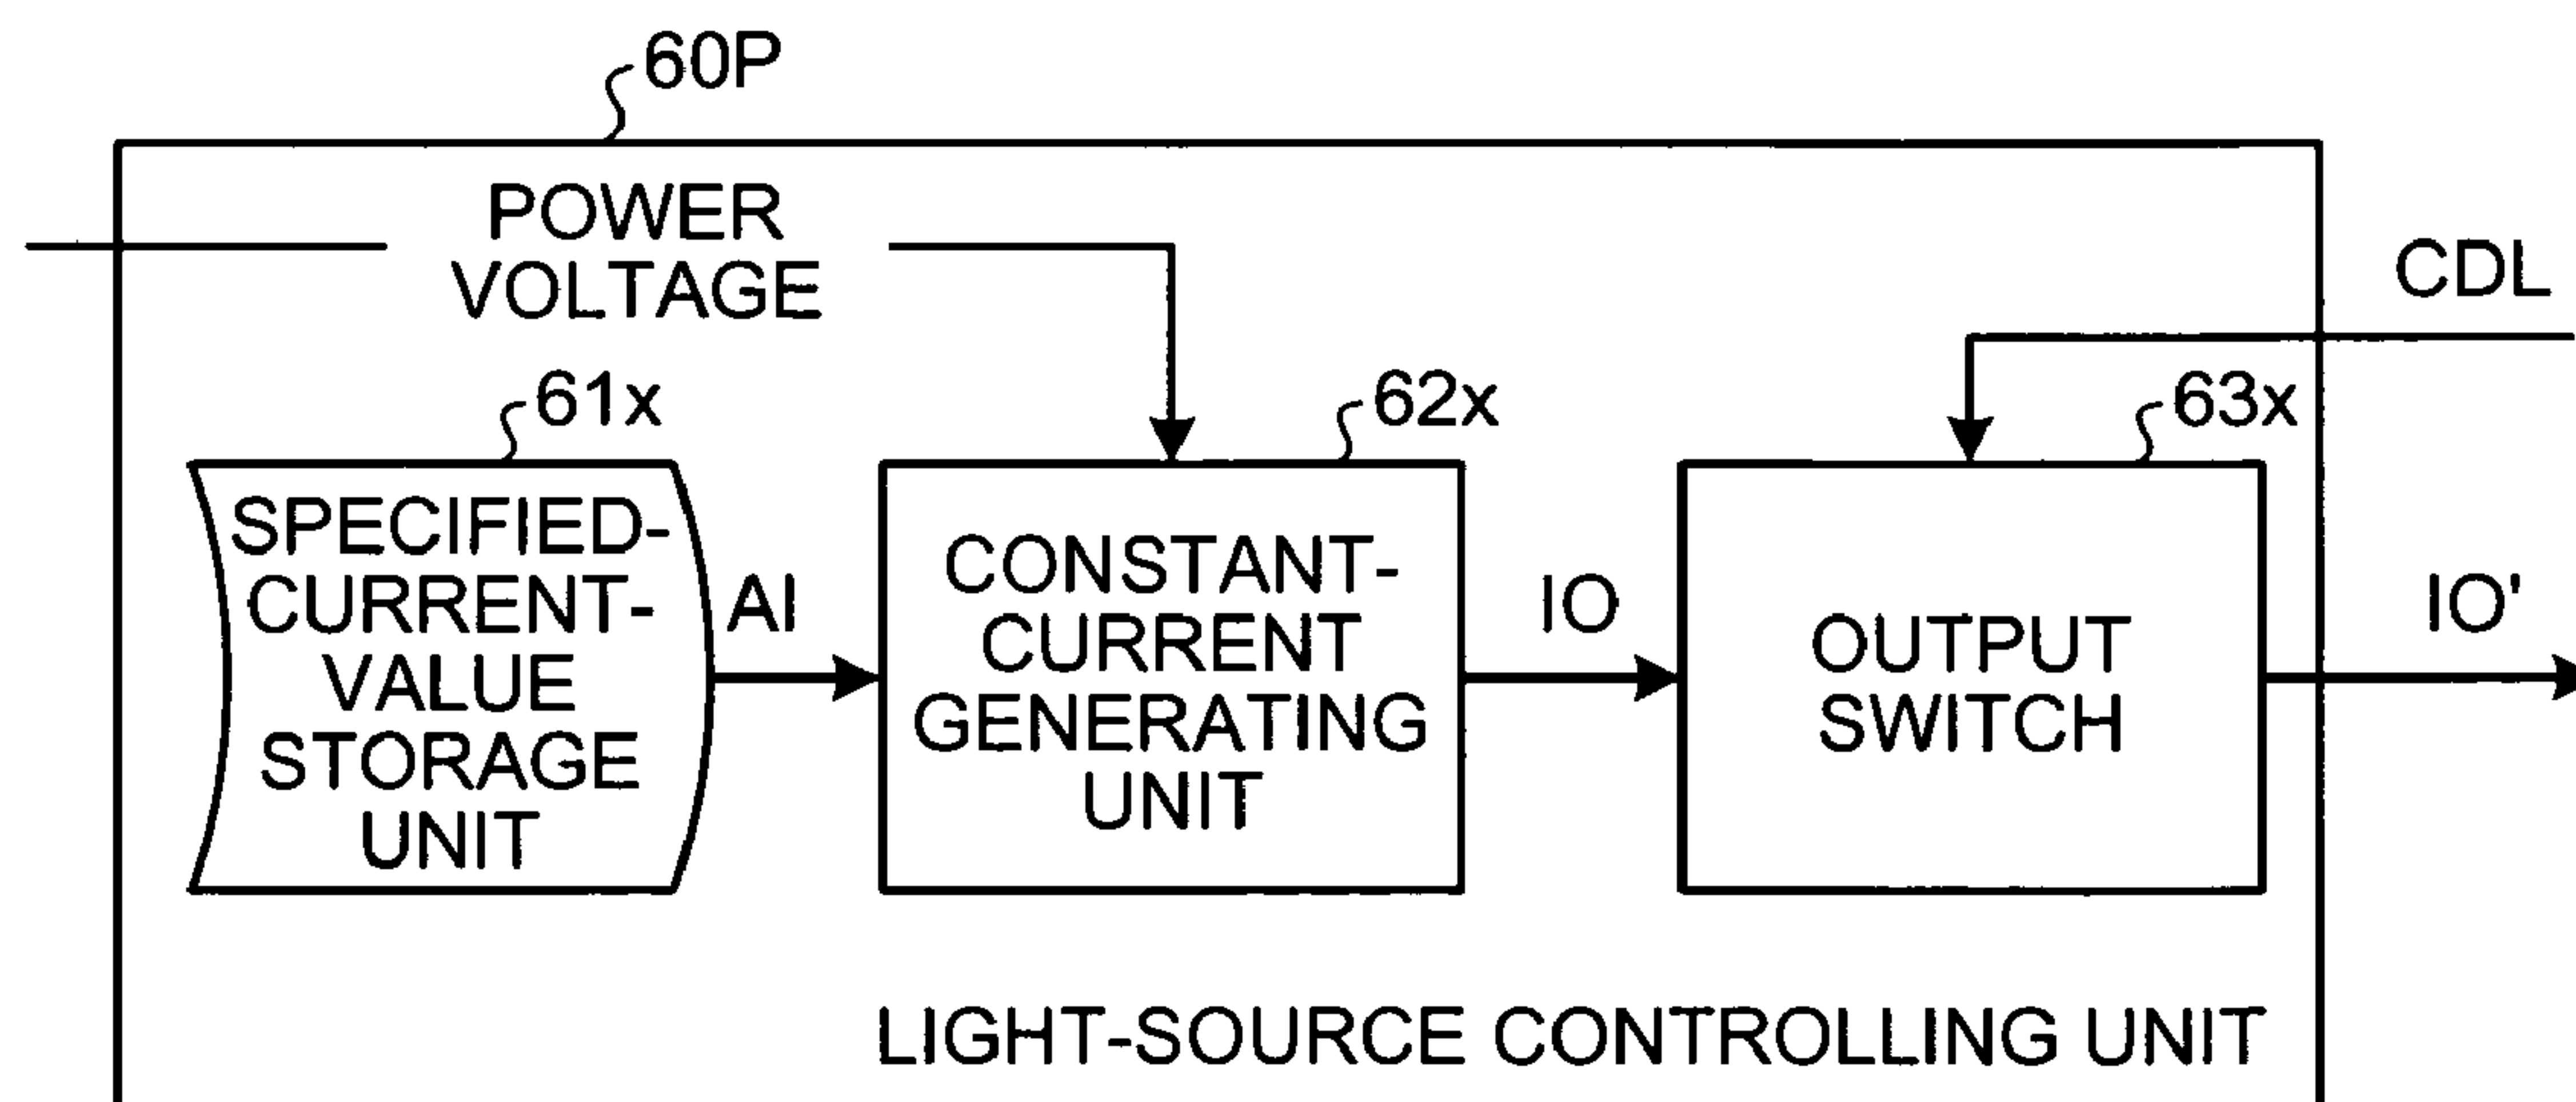 60P
POWER
VOLTAGE
CDL
61x
62x
63x
SPECIFIED-
CURRENT-
VALUE
STORAGE
UNIT
AI
CONSTANT-
CURRENT
GENERATING
UNIT
IO
OUTPUT
SWITCH
IO'
LIGHT-SOURCE CONTROLLING UNIT